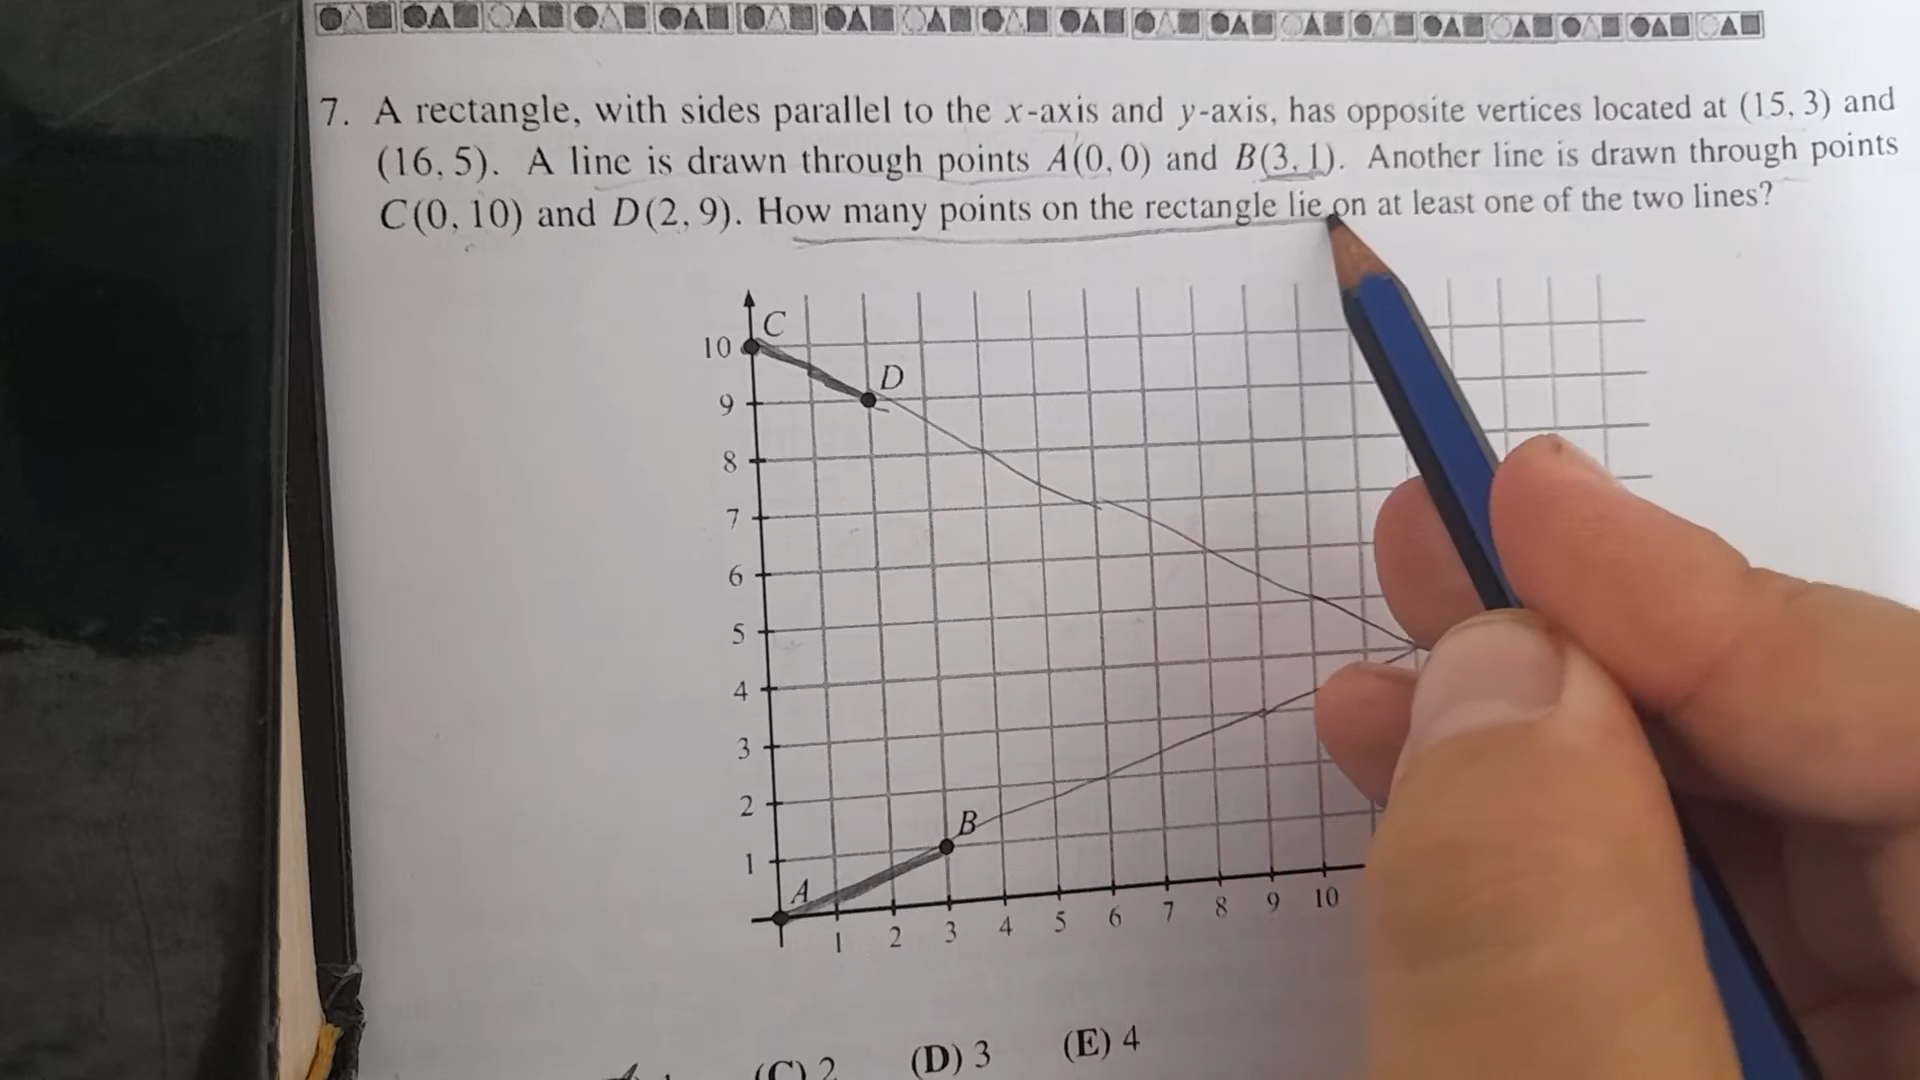 7. A rectangle, with sides parallel to the x-axis and y-axis, has opposite vertices located at (15, 3) and
(16, 5). A line is drawn through points A(0, 0) and B(3, 1). Another line is drawn through points
C(0, 10) and D(2, 9). How many points on the rectangle lie on at least one of the two lines?
C
10
D
9
8
7
6
5
4
3
2
B
1
A
1 2 3 4 5 6 7 8 9 10
(C) 2 (D) 3 (E) 4